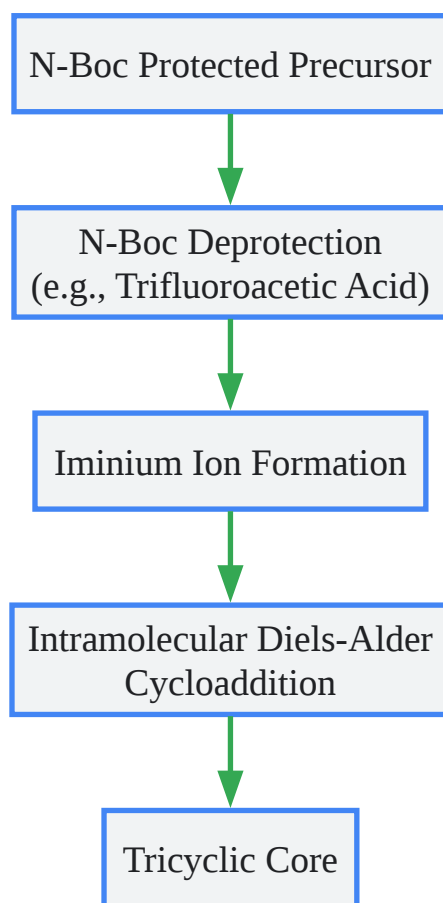 N-Boc Protected Precursor
N-Boc Deprotection
(e.g., Trifluoroacetic Acid)
Iminium Ion Formation
Intramolecular Diels-Alder
Cycloaddition
Tricyclic Core